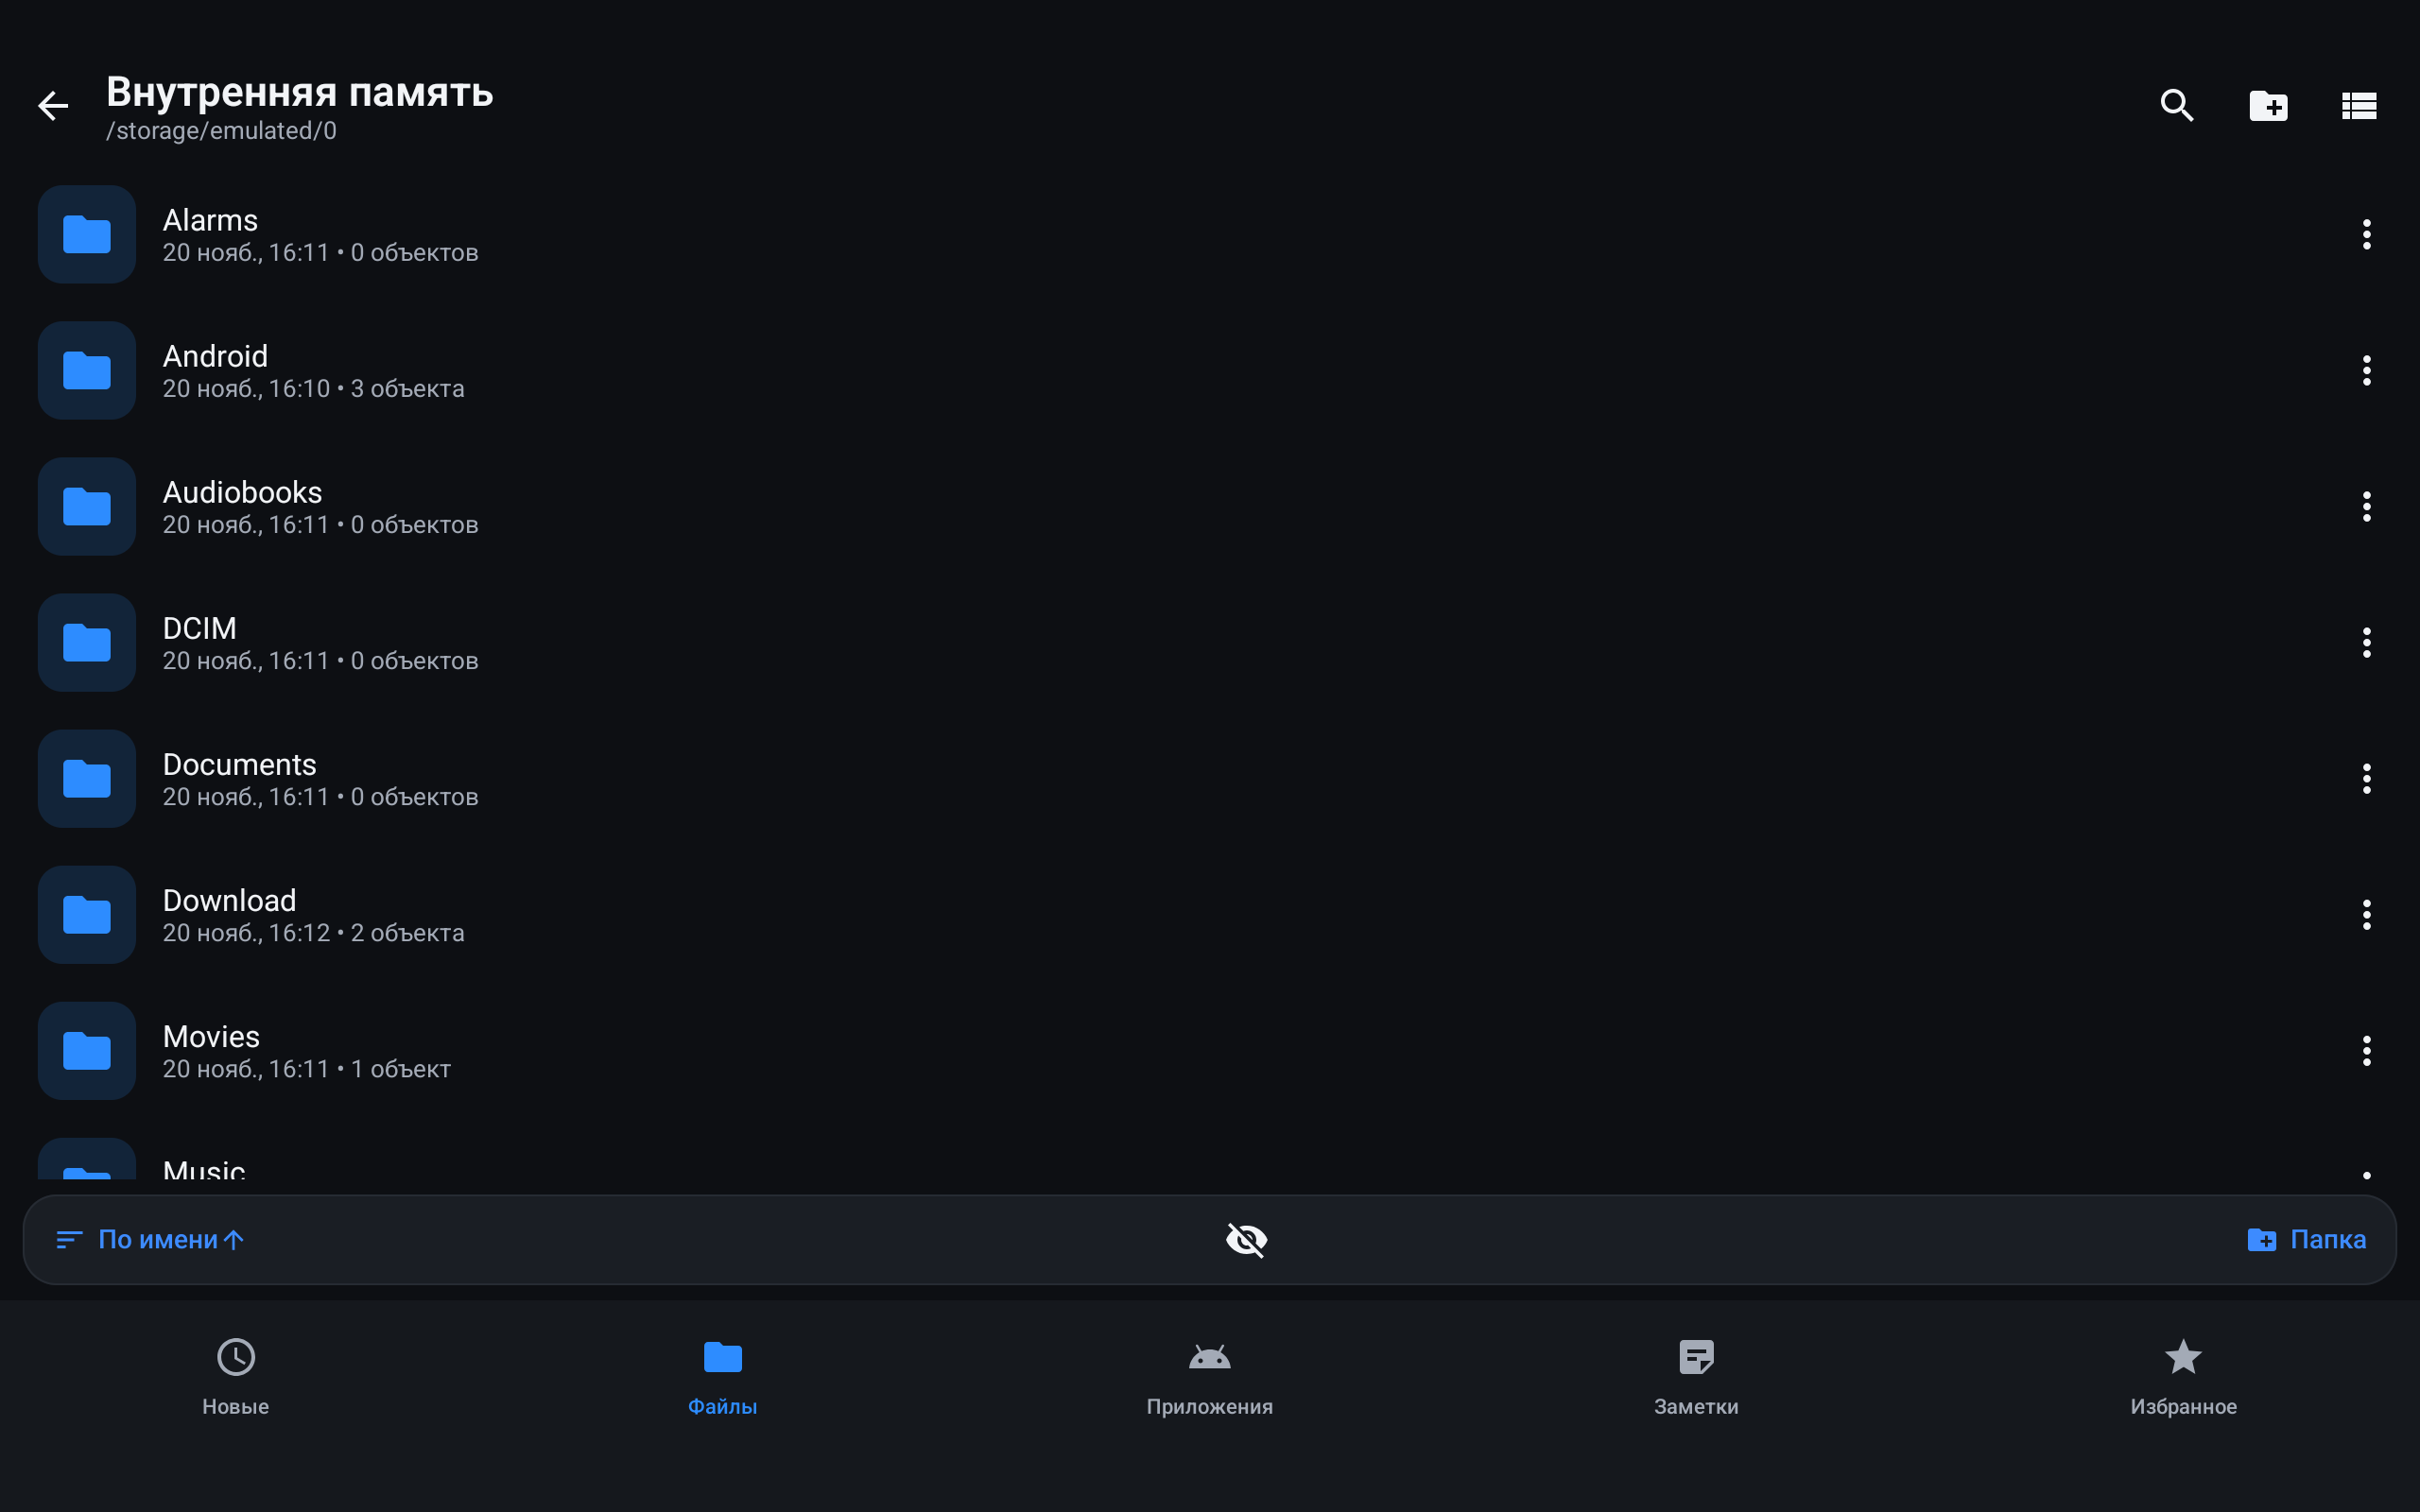 Внутренняя память
/storage/emulated/0
Alarms
20 нояб., 16:11 • 0 объектов
Android
20 нояб., 16:10 • 3 объекта
Audiobooks
20 нояб., 16:11 • 0 объектов
DCIM
20 нояб., 16:11 • 0 объектов
Documents
20 нояб., 16:11 • 0 объектов
Download
20 нояб., 16:12 • 2 объекта
Movies
20 нояб., 16:11 • 1 объект
Music
По имени
Папка
Новые
Файлы
Приложения
Заметки
Избранное